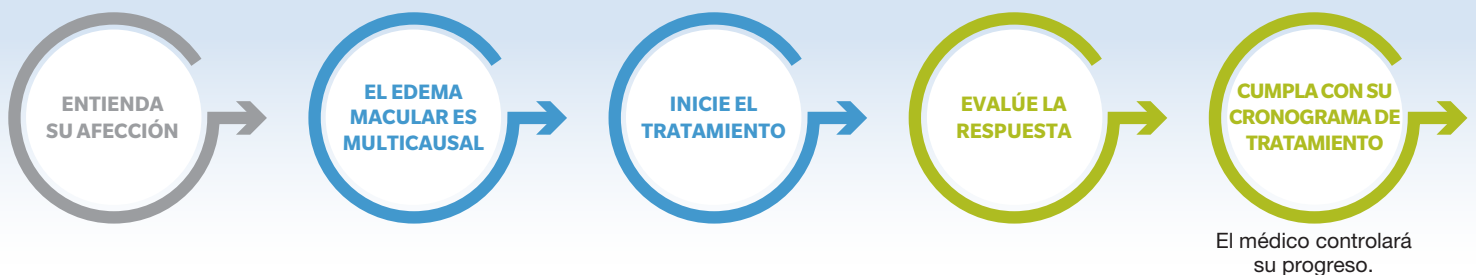 ENTIENDA
SU AFECCIÓN
EL EDEMA
MACULAR ES
MULTICAUSAL
INICIE EL
TRATAMIENTO
EVALÚE LA
RESPUESTA
CUMPLA CON SU
CRONOGRAMA DE
TRATAMIENTO
El médico controlará
su progreso.